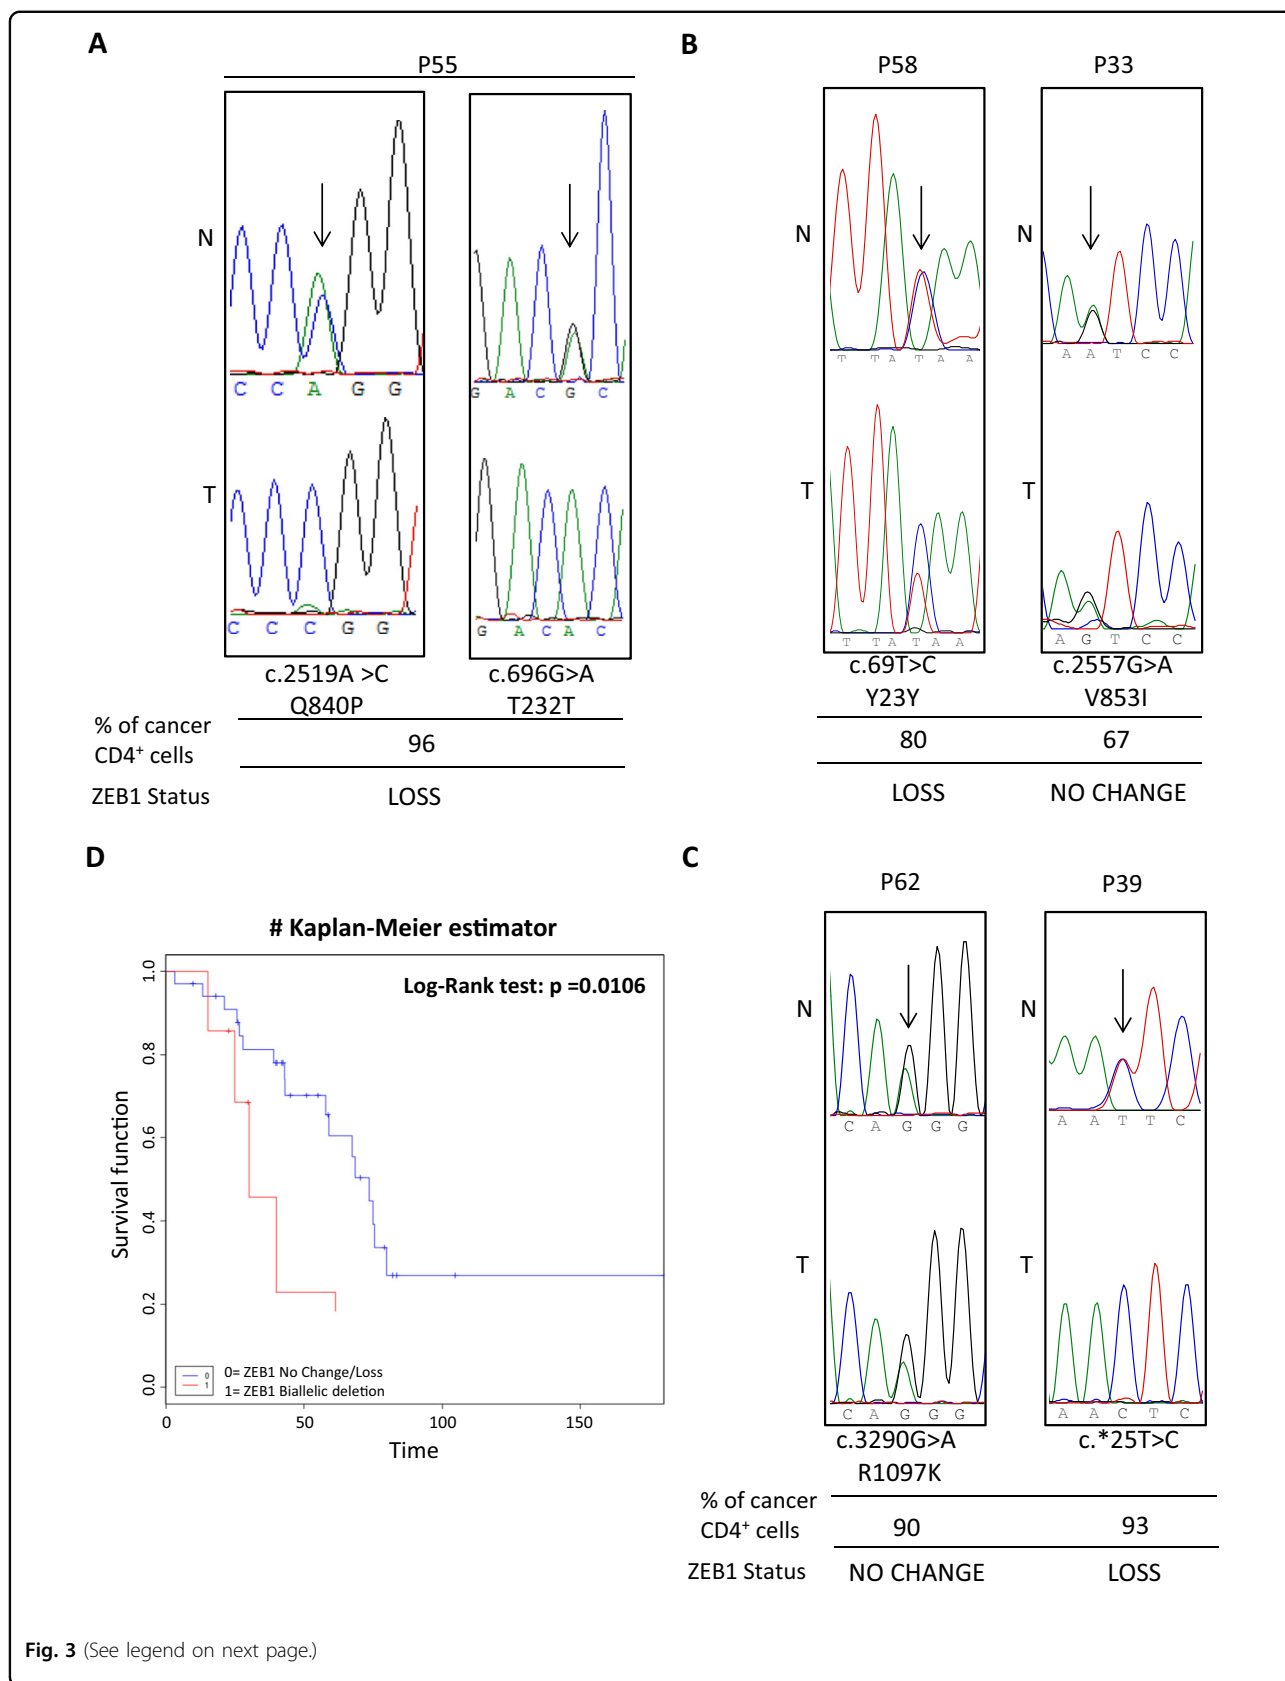 A
P55
N
C C A G G
G A C G C
T
C C C G G
G A C A C
c.2519A >C
c.696G>A
Q840P
T232T
% of cancer
CD4+ cells
96
ZEB1 Status
LOSS
B
P58
P33
N
N
T T A T A A
A A T C C
T
T
T T A T A A
A G T C C
c.69T>C
c.2557G>A
Y23Y
V853I
80
67
LOSS
NO CHANGE
D
# Kaplan-Meier estimator
Log-Rank test: p =0.0106
Survival function
1.0
0.8
0.6
0.4
0.2
0.0
0
1
0= ZEB1 No Change/Loss
1= ZEB1 Biallelic deletion
0
50
100
150
Time
C
P62
P39
N
N
C A G G G
A A T T C
T
T
C A G G G
A A C T C
c.3290G>A
c.*25T>C
R1097K
% of cancer
CD4+ cells
90
93
ZEB1 Status
NO CHANGE
LOSS
Fig. 3 (See legend on next page.)